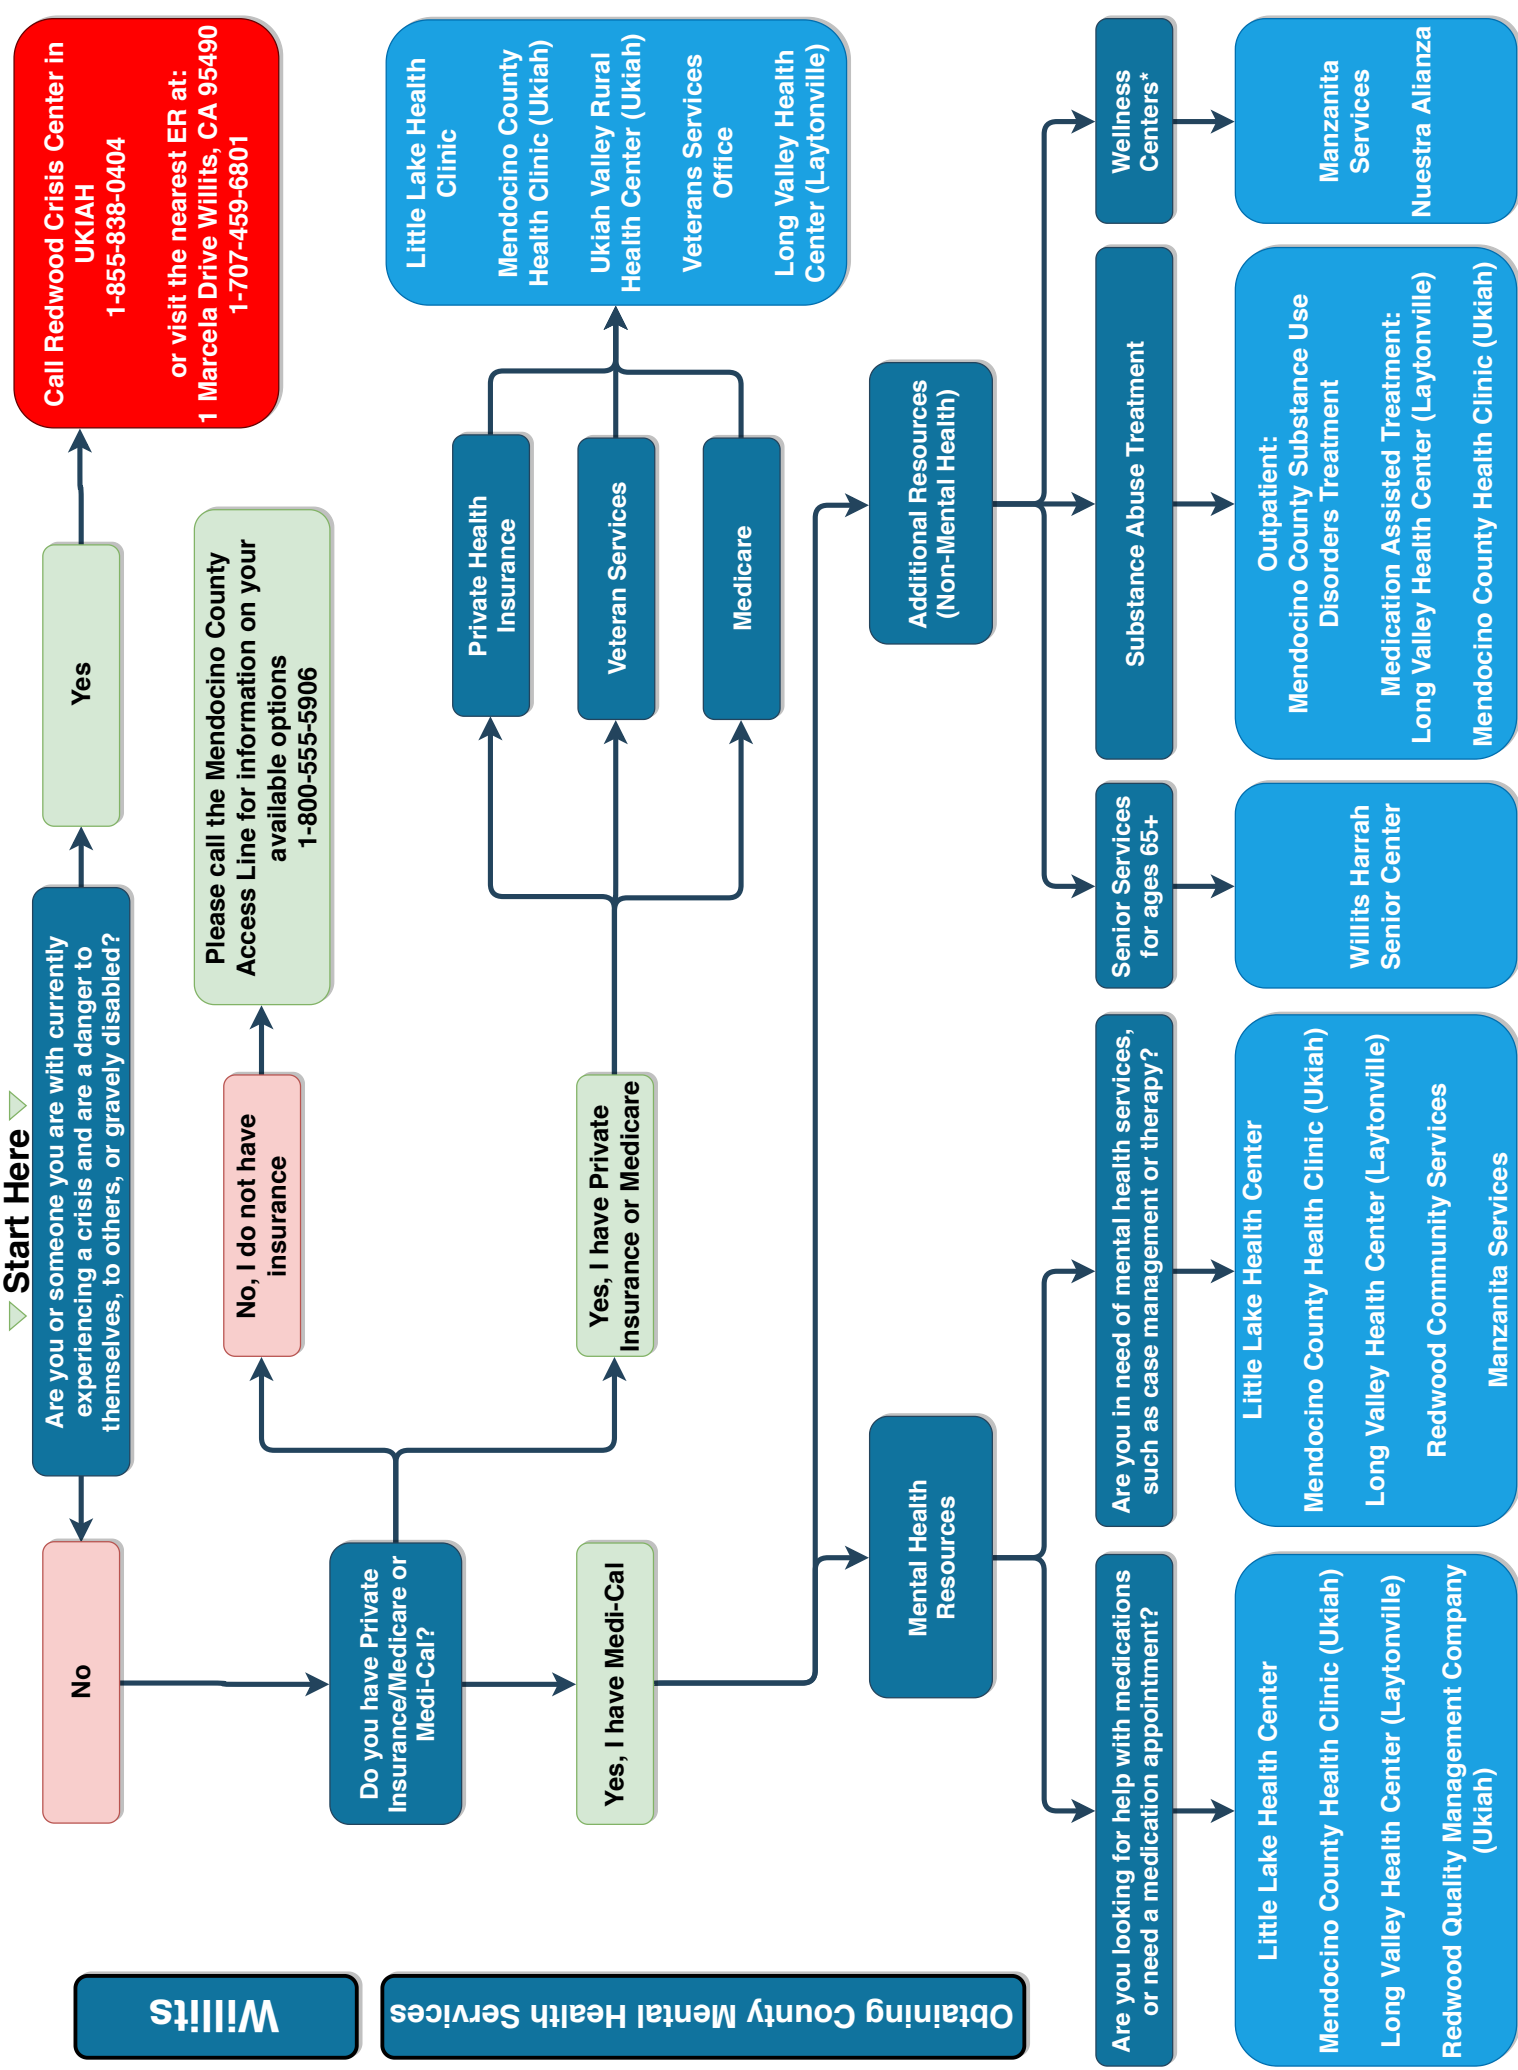 Willits
Obtaining County Mental Health Services
Start Here
Are you or someone you are with currently
experiencing a crisis and are a danger to
themselves, to others, or gravely disabled?
Yes
Call Redwood Crisis Center in
UKIAH
1-855-838-0404
or visit the nearest ER at:
1 Marcela Drive Willits, CA 95490
1-707-459-6801
No
Do you have Private
Insurance/Medicare or
Medi-Cal?
No, I do not have
insurance
Please call the Mendocino County
Access Line for information on your
available options
1-800-555-5906
Yes, I have Private
Insurance or Medicare
Private Health
Insurance
Veteran Services
Medicare
Little Lake Health
Clinic
Mendocino County
Health Clinic (Ukiah)
Ukiah Valley Rural
Health Center (Ukiah)
Veterans Services
Office
Long Valley Health
Center (Laytonville)
Yes, I have Medi-Cal
Mental Health
Resources
Additional Resources
(Non-Mental Health)
Are you looking for help with medications
or need a medication appointment?
Little Lake Health Center
Mendocino County Health Clinic (Ukiah)
Long Valley Health Center (Laytonville)
Redwood Quality Management Company
(Ukiah)
Are you in need of mental health services,
such as case management or therapy?
Little Lake Health Center
Mendocino County Health Clinic (Ukiah)
Long Valley Health Center (Laytonville)
Redwood Community Services
Manzanita Services
Senior Services
for ages 65+
Willits Harrah
Senior Center
Substance Abuse Treatment
Outpatient:
Mendocino County Substance Use
Disorders Treatment
Medication Assisted Treatment:
Long Valley Health Center (Laytonville)
Mendocino County Health Clinic (Ukiah)
Wellness
Centers*
Manzanita
Services
Nuestra Alianza